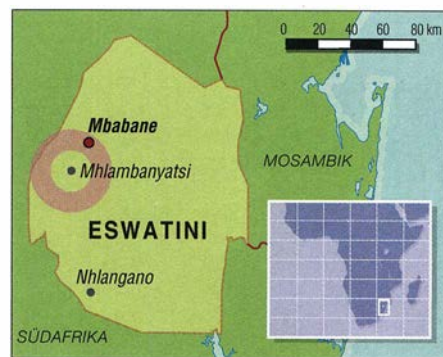 0 20 40 60 80 km
Mbabane
Mhlambanyatsi
MOSAMBIK
ESWATINI
Nhlangano
SÜDAFRIKA